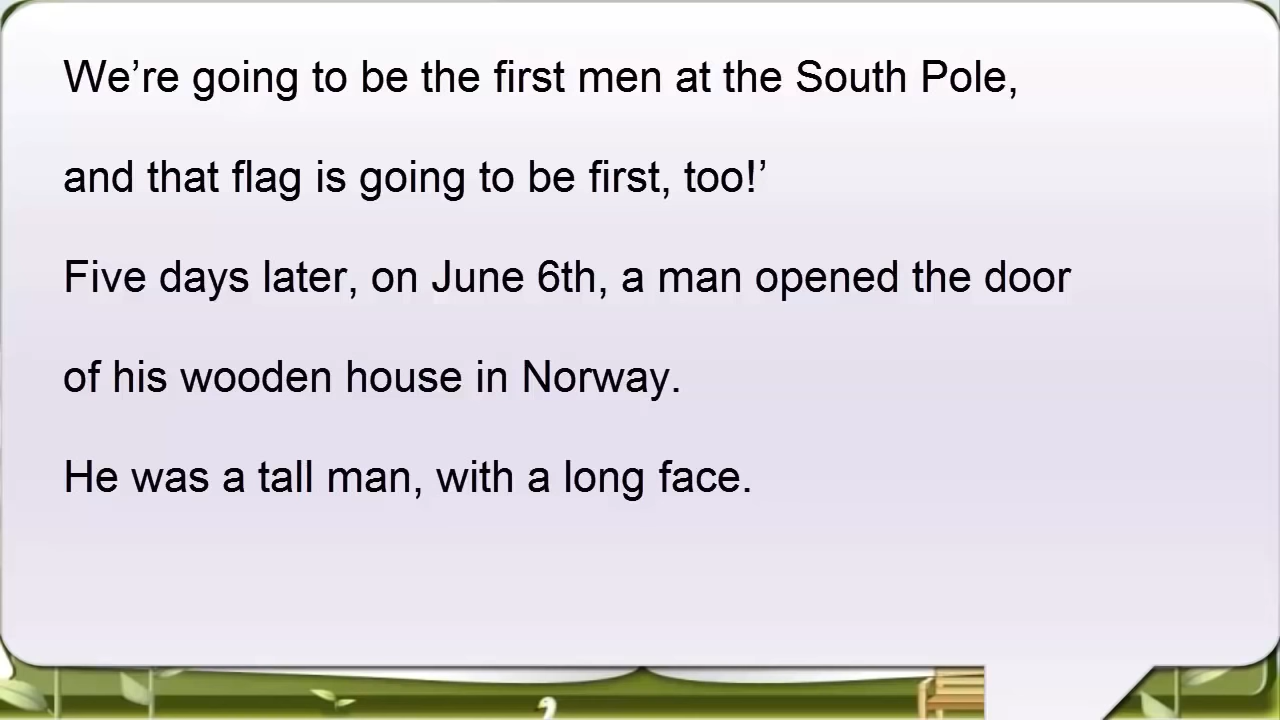 We’re going to be the first men at the South Pole,
and that flag is going to be first, too!’
Five days later, on June 6th, a man opened the door
of his wooden house in Norway.
He was a tall man, with a long face.